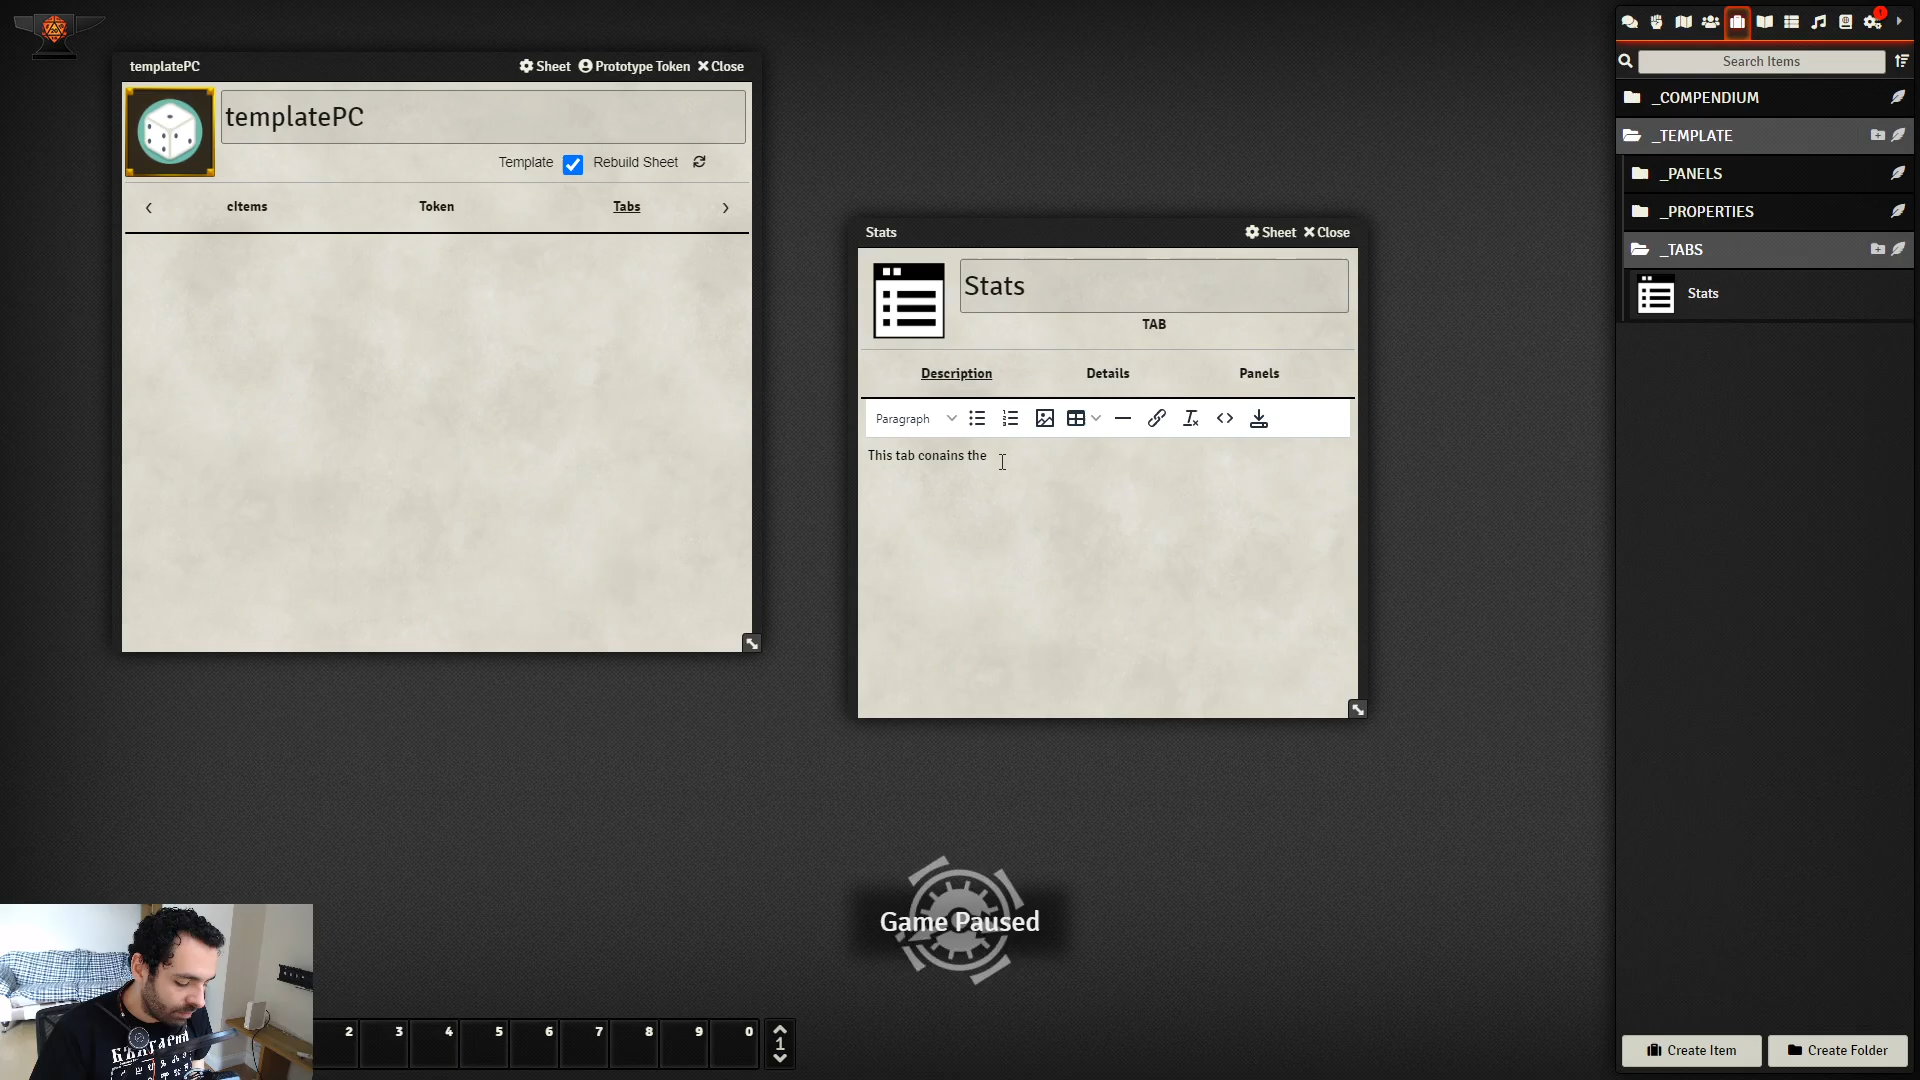 templatePC
Sheet Prototype Token Close
templatePC
Template Rebuild Sheet
cItems Token Tabs
Stats
Sheet Close
Stats
TAB
Description Details Panels
Paragraph
This tab conains the
Search Items
_COMPENDIUM
_TEMPLATE
_PANELS
_PROPERTIES
_TABS
Stats
Game Paused
2 3 4 5 6 7 8 9 0
1
Create Item Create Folder